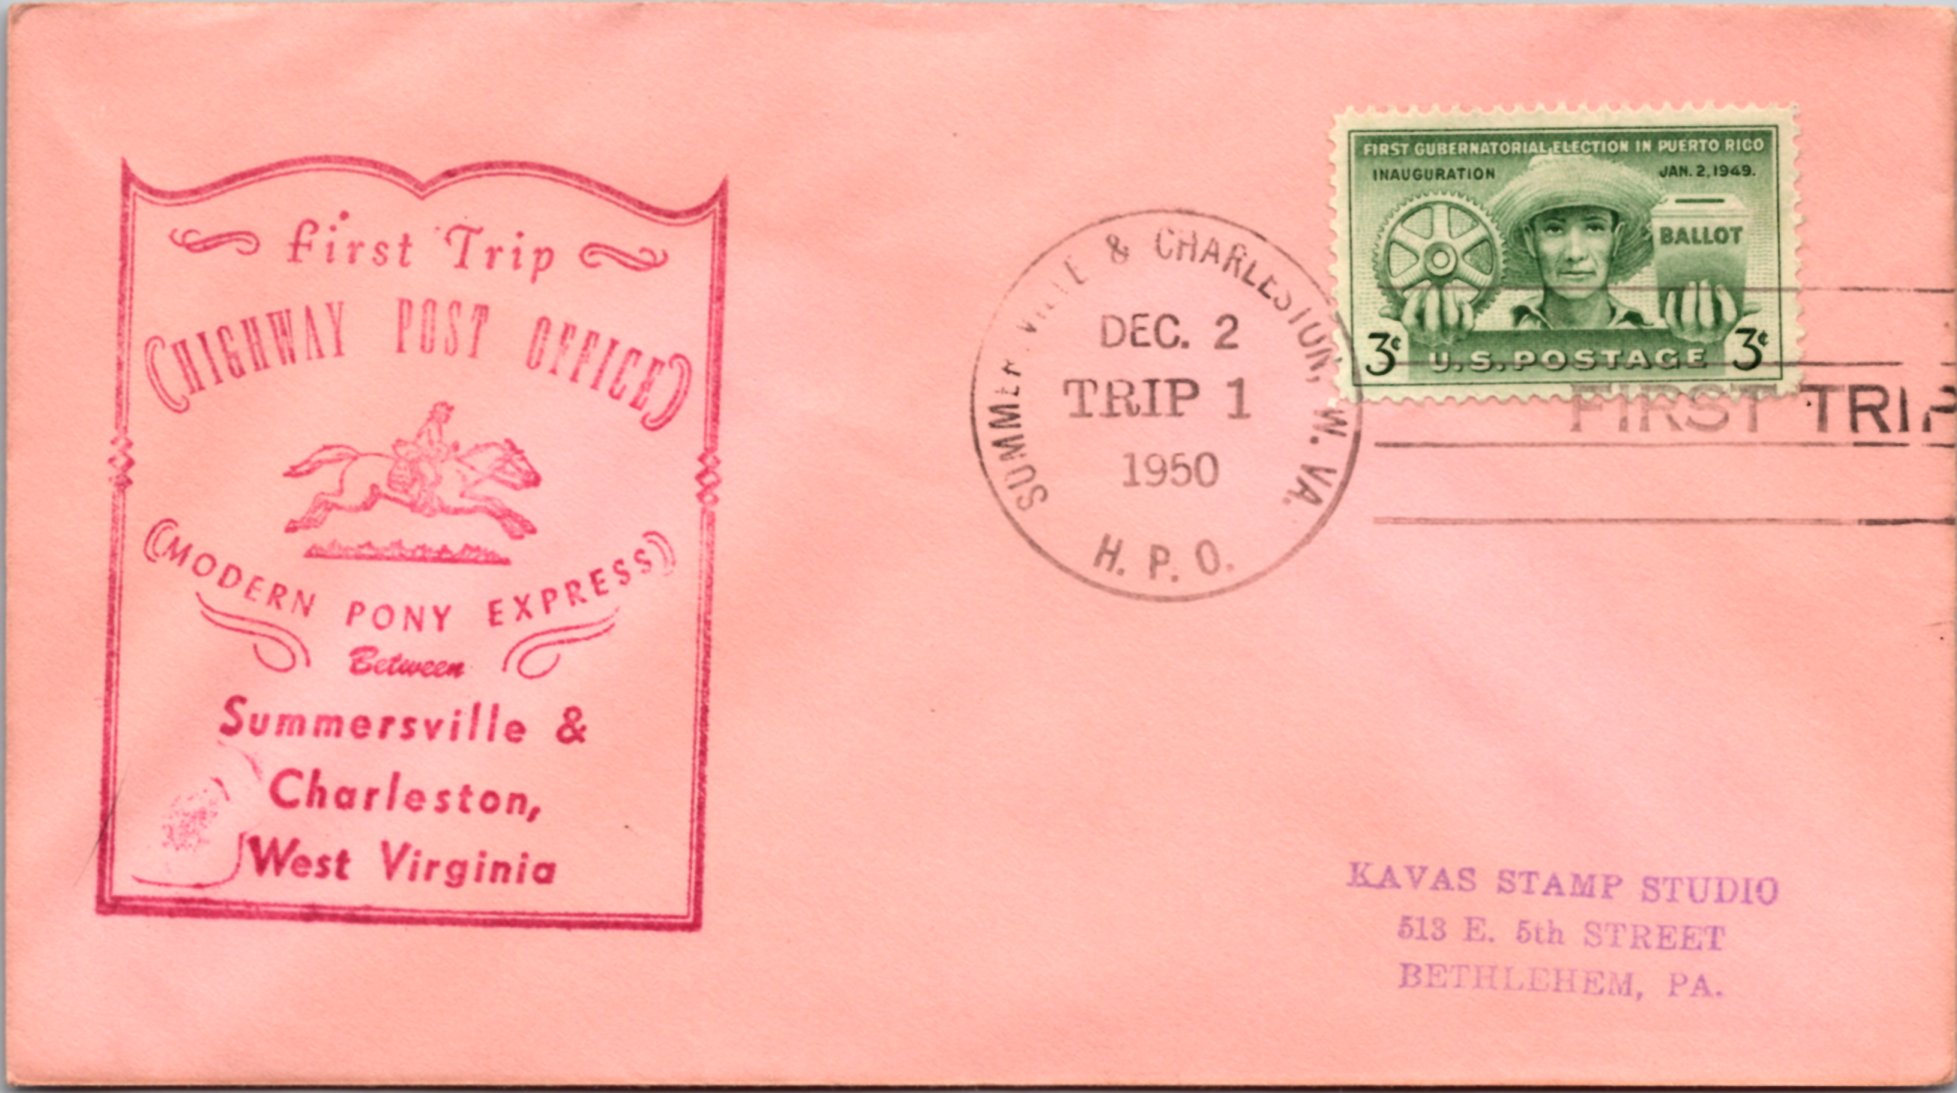 First Trip
HIGHWAY POST OFFICE
MODERN PONY EXPRESS
Between
Summersville &
Charleston,
West Virginia
SUMMERSVILLE & CHARLESTON, W. VA.
DEC. 2
TRIP 1
1950
H. P. O.
FIRST GUBERNATORIAL ELECTION IN PUERTO RICO
INAUGURATION JAN. 2, 1949.
BALLOT
3¢ U.S. POSTAGE 3¢
FIRST TRIP
KAVAS STAMP STUDIO
513 E. 5th STREET
BETHLEHEM, PA.